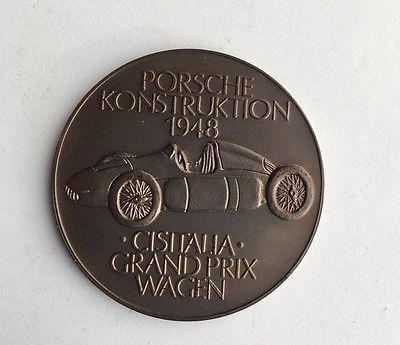 PORSCHE
KONSTRUKTION
1948
· CISITALIA ·
GRAND PRIX
WAGEN